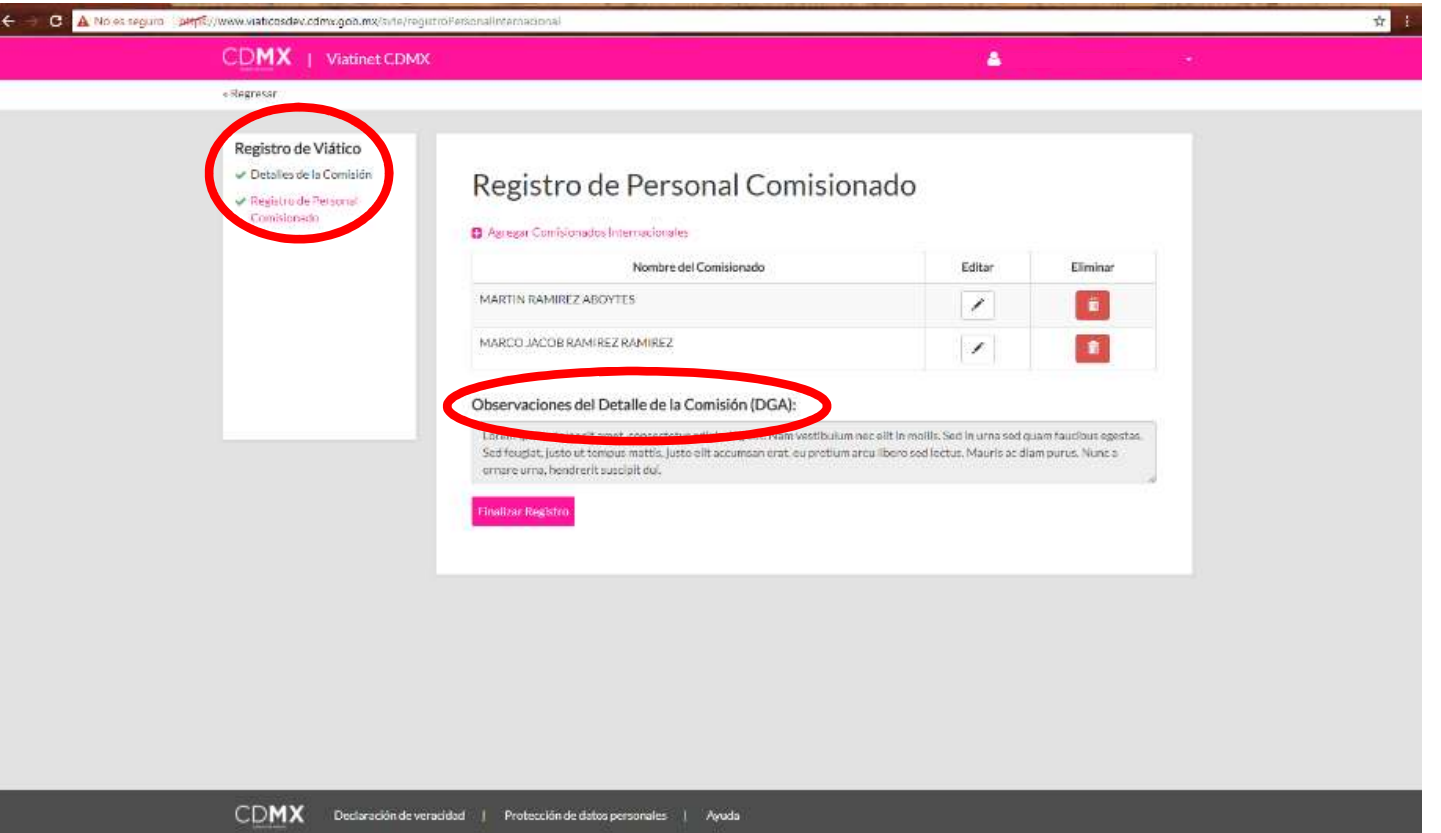 No es seguro https://www.viaticosdev.cdmx.gob.mx/svte/registroPersonalInternacional
CDMX | Viatinet CDMX
« Regresar
Registro de Viático
Detalles de la Comisión
Registro de Personal
Comisionado
Registro de Personal Comisionado
Agregar Comisionados Internacionales
Nombre del Comisionado Editar Eliminar
MARTIN RAMIREZ ABOYTES
MARCO JACOB RAMIREZ RAMIREZ
Observaciones del Detalle de la Comisión (DGA):
Nam vestibulum nec elit in mollis. Sed in urna sed quam faucibus egestas.
Sed feugiat, justo ut tempus mattis, justo elit accumsan erat, eu pretium arcu libero sed lectus. Mauris ac diam purus. Nunc a
ornare urna, hendrerit suscipit dui.
Finalizar Registro
CDMX Declaración de veracidad | Protección de datos personales | Ayuda